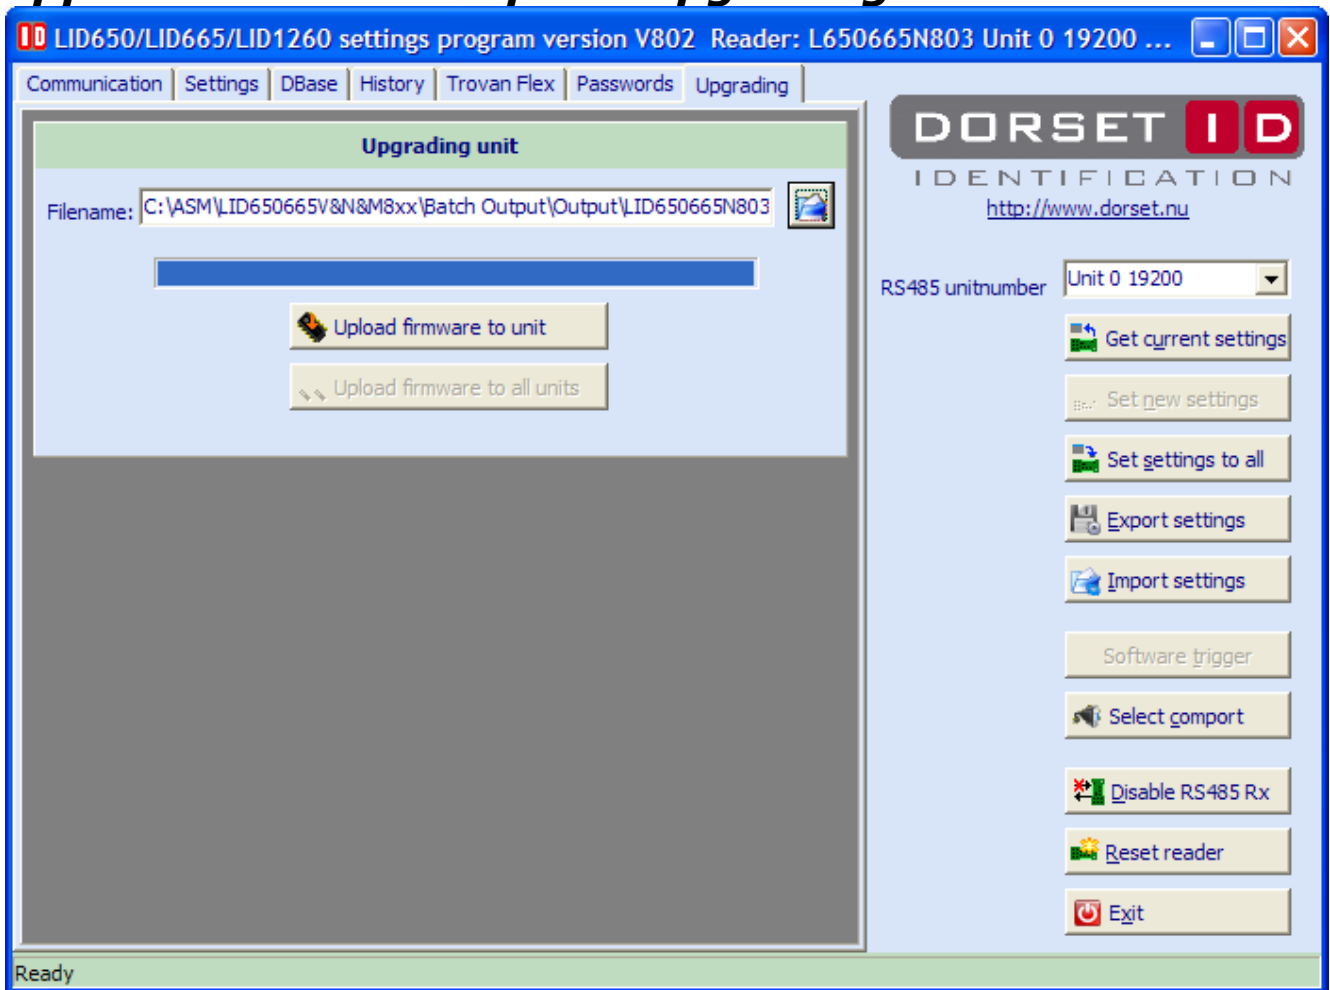 LID650/LID665/LID1260 settings program version V802 Reader: L650665N803 Unit 0 19200 ...
Communication Settings DBase History Trovan Flex Passwords Upgrading
DORSET ID
IDENTIFICATION
http://www.dorset.nu
Upgrading unit
Filename: C:\ASM\LID650665V&N&M8xx\Batch Output\Output\LID650665N803
Upload firmware to unit
Upload firmware to all units
RS485 unitnumber Unit 0 19200
Get current settings
Set new settings
Set settings to all
Export settings
Import settings
Software trigger
Select comport
Disable RS485 Rx
Reset reader
Exit
Ready